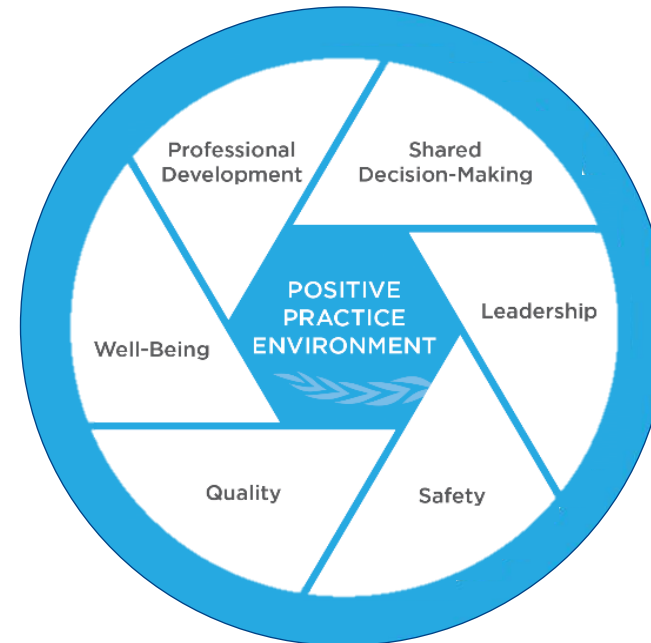 Professional
Development
Shared
Decision-Making
Leadership
Safety
Quality
Well-Being
POSITIVE
PRACTICE
ENVIRONMENT